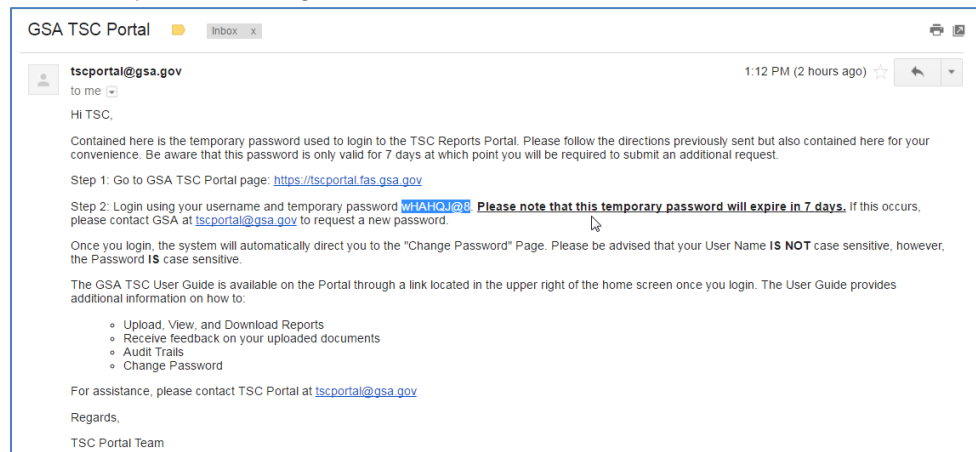 GSA TSC Portal Inbox x
tscportal@gsa.gov 1:12 PM (2 hours ago)
to me
Hi TSC,
Contained here is the temporary password used to login to the TSC Reports Portal. Please follow the directions previously sent but also contained here for your
convenience. Be aware that this password is only valid for 7 days at which point you will be required to submit an additional request.
Step 1: Go to GSA TSC Portal page: https://tscportal.fas.gsa.gov
Step 2: Login using your username and temporary password wHAHQJ@8. Please note that this temporary password will expire in 7 days. If this occurs,
please contact GSA at tscportal@gsa.gov to request a new password.
Once you login, the system will automatically direct you to the "Change Password" Page. Please be advised that your User Name IS NOT case sensitive, however,
the Password IS case sensitive.
The GSA TSC User Guide is available on the Portal through a link located in the upper right of the home screen once you login. The User Guide provides
additional information on how to:
Upload, View, and Download Reports
Receive feedback on your uploaded documents
Audit Trails
Change Password
For assistance, please contact TSC Portal at tscportal@gsa.gov
Regards,
TSC Portal Team